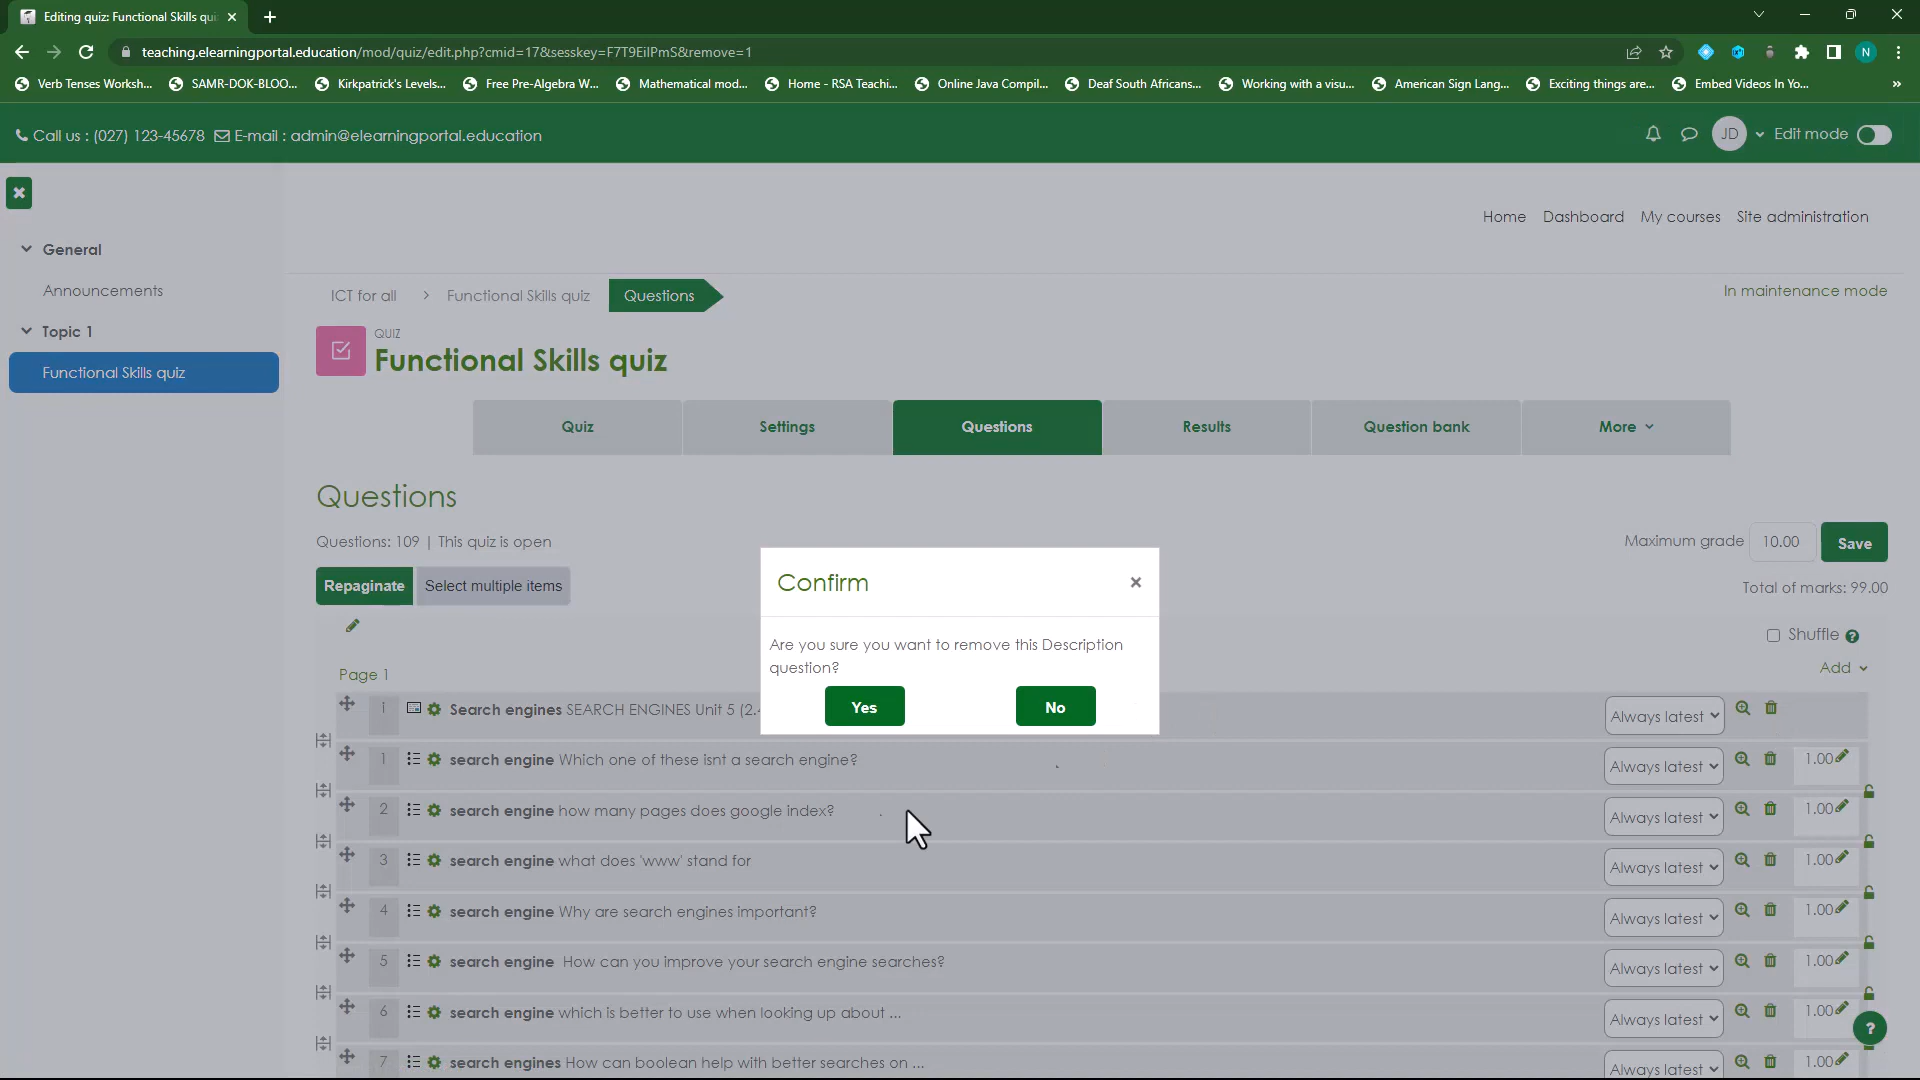 Editing quiz: Functional Skills qui
teaching.elearningportal.education/mod/quiz/edit.php?cmid=17&sesskey=F7T9EilPmS&remove=1
N
Verb Tenses Worksh... SAMR-DOK-BLOO... Kirkpatrick's Levels... Free Pre-Algebra W... Mathematical mod... Home - RSA Teachi... Online Java Compil... Deaf South Africans... Working with a visu... American Sign Lang... Exciting things are... Embed Videos In Yo... »
Call us : (027) 123-45678 E-mail : admin@elearningportal.education JD Edit mode
Home Dashboard My courses Site administration
General
Announcements
Topic 1
Functional Skills quiz
ICT for all > Functional Skills quiz Questions
In maintenance mode
QUIZ
Functional Skills quiz
Quiz Settings Questions Results Question bank More
Questions
Questions: 109 | This quiz is open
Maximum grade 10.00 Save
Repaginate Select multiple items
Total of marks: 99.00
Shuffle ?
Page 1
Add
Confirm ×
Are you sure you want to remove this Description
question?
Yes No
i Search engines SEARCH ENGINES Unit 5 (2. Always latest
1 search engine Which one of these isnt a search engine? Always latest 1.00
2 search engine how many pages does google index? Always latest 1.00
3 search engine what does 'www' stand for Always latest 1.00
4 search engine Why are search engines important? Always latest 1.00
5 search engine How can you improve your search engine searches? Always latest 1.00
6 search engine which is better to use when looking up about ... Always latest 1.00
?
7 search engines How can boolean help with better searches on ... Always latest 1.00